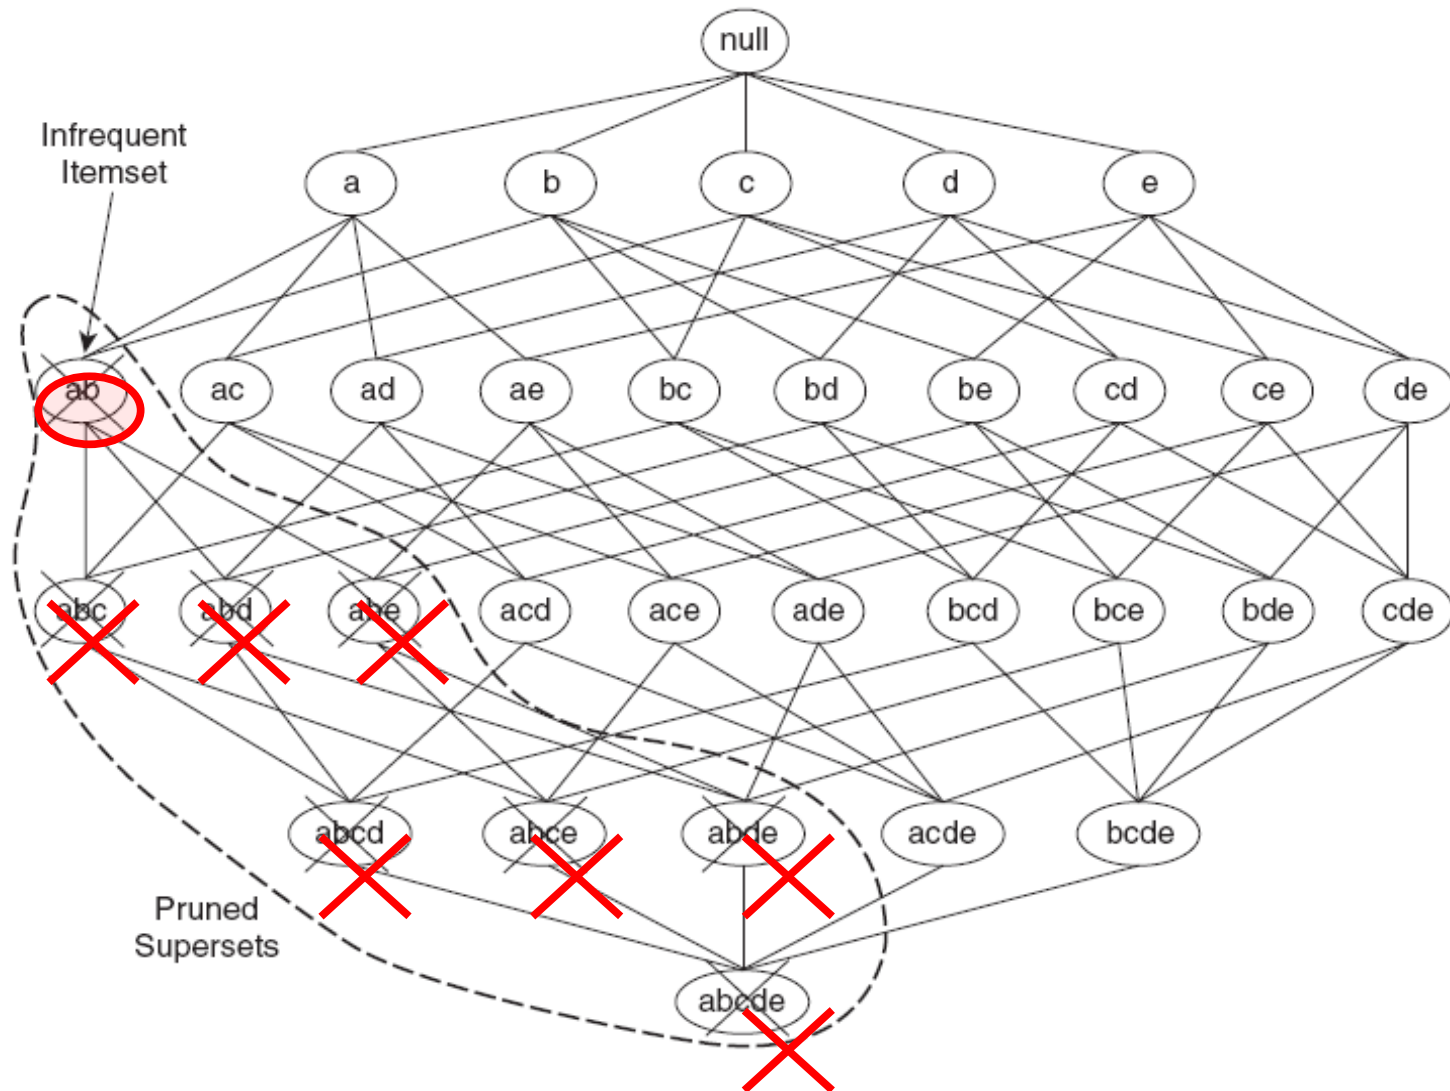 null
Infrequent
Itemset
a b c d e
ab ac ad ae bc bd be cd ce de
abc abd abe acd ace ade bcd bce bde cde
abcd abce abde acde bcde
Pruned
Supersets
abcde